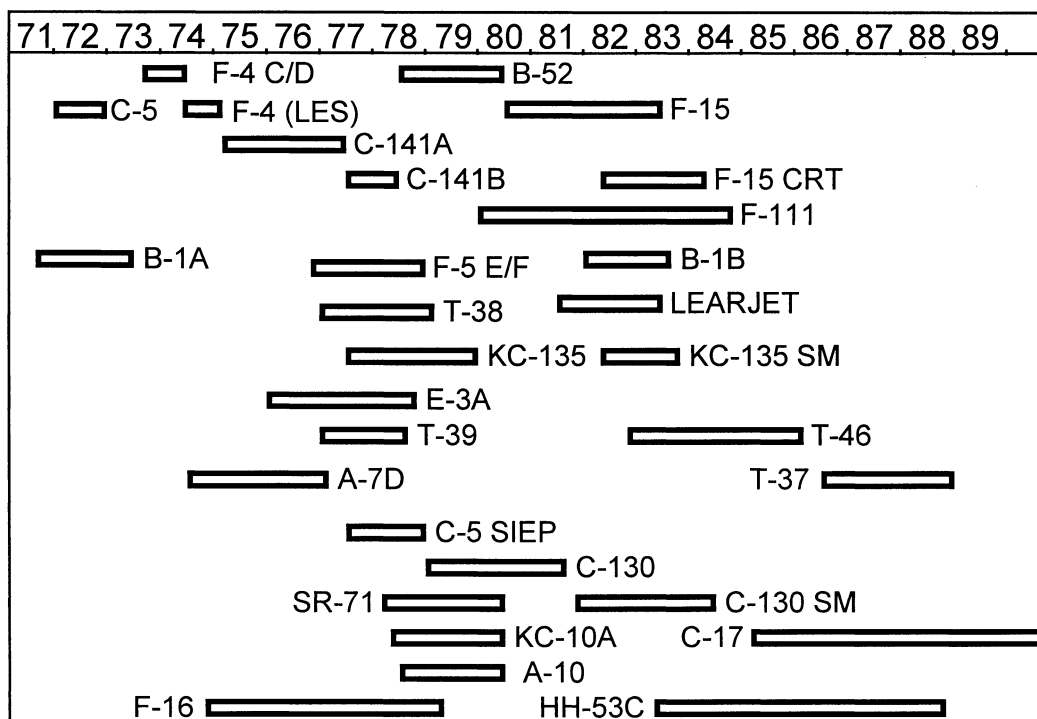 71 72 73 74 75 76 77 78 79 80 81 82 83 84 85 86 87 88 89
F-4 C/D B-52
C-5 F-4 (LES) F-15
C-141A
C-141B F-15 CRT
F-111
B-1A F-5 E/F B-1B
T-38 LEARJET
KC-135 KC-135 SM
E-3A
T-39 T-46
A-7D T-37
C-5 SIEP
C-130
SR-71 C-130 SM
KC-10A C-17
A-10
F-16 HH-53C